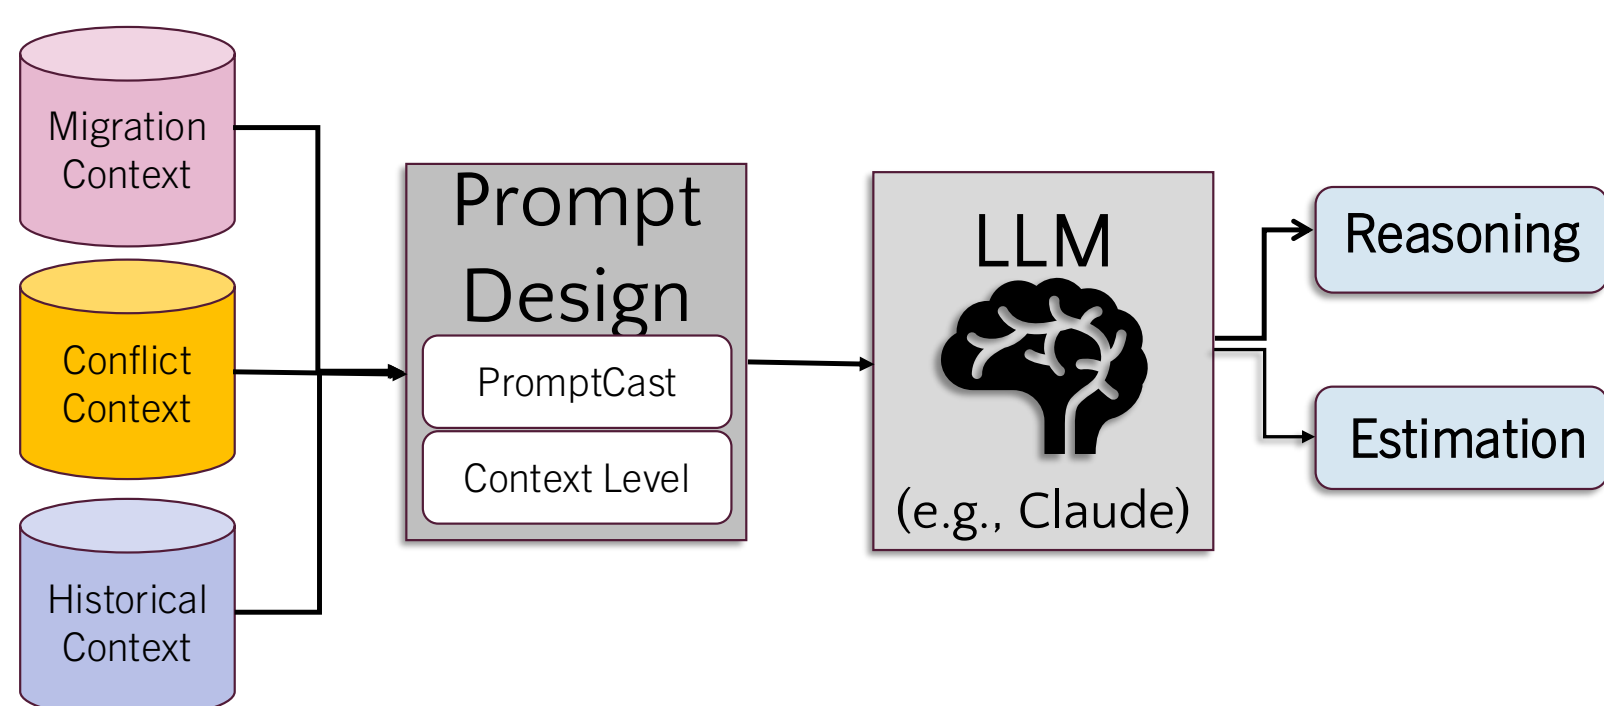 Migration
Context
Conflict
Context
Historical
Context
Prompt
Design
PromptCast
Context Level
LLM
(e.g., Claude)
Reasoning
Estimation